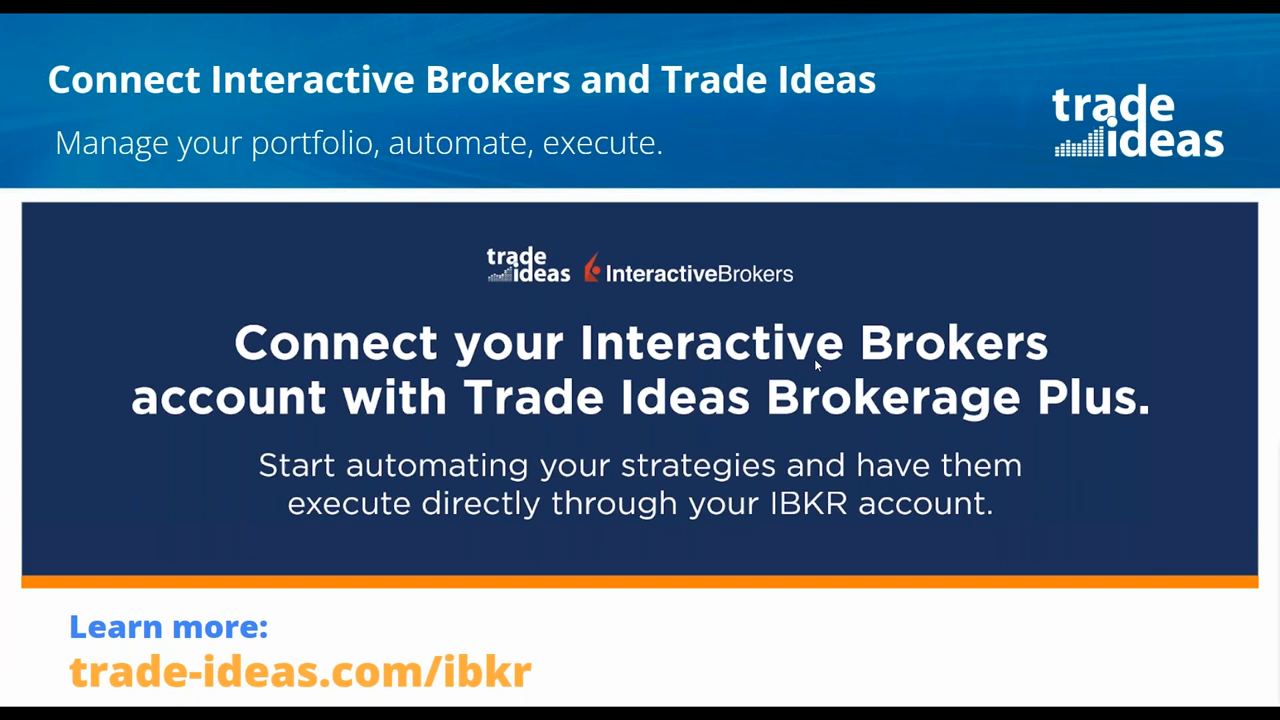 Connect Interactive Brokers and Trade Ideas
Manage your portfolio, automate, execute.
trade
ideas
trade
ideas
InteractiveBrokers
Connect your Interactive Brokers
account with Trade Ideas Brokerage Plus.
Start automating your strategies and have them
execute directly through your IBKR account.
Learn more:
trade-ideas.com/ibkr